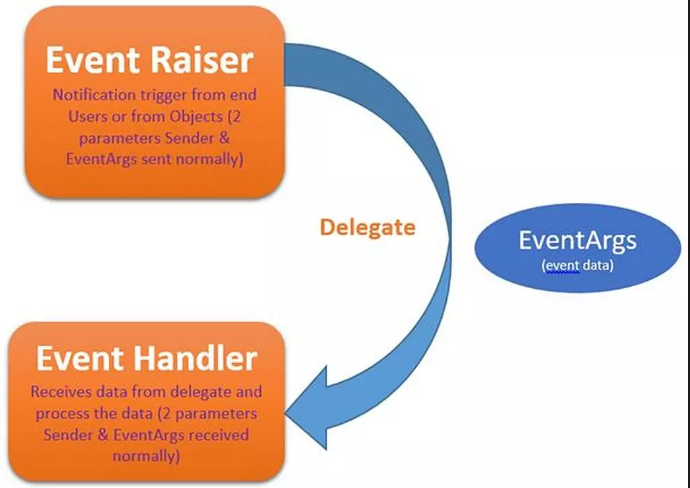 Event Raiser
Notification trigger from end
Users or from Objects (2
parameters Sender &
EventArgs sent normally)
Delegate
EventArgs
(event data)
Event Handler
Receives data from delegate and
process the data (2 parameters
Sender & EventArgs received
normally)